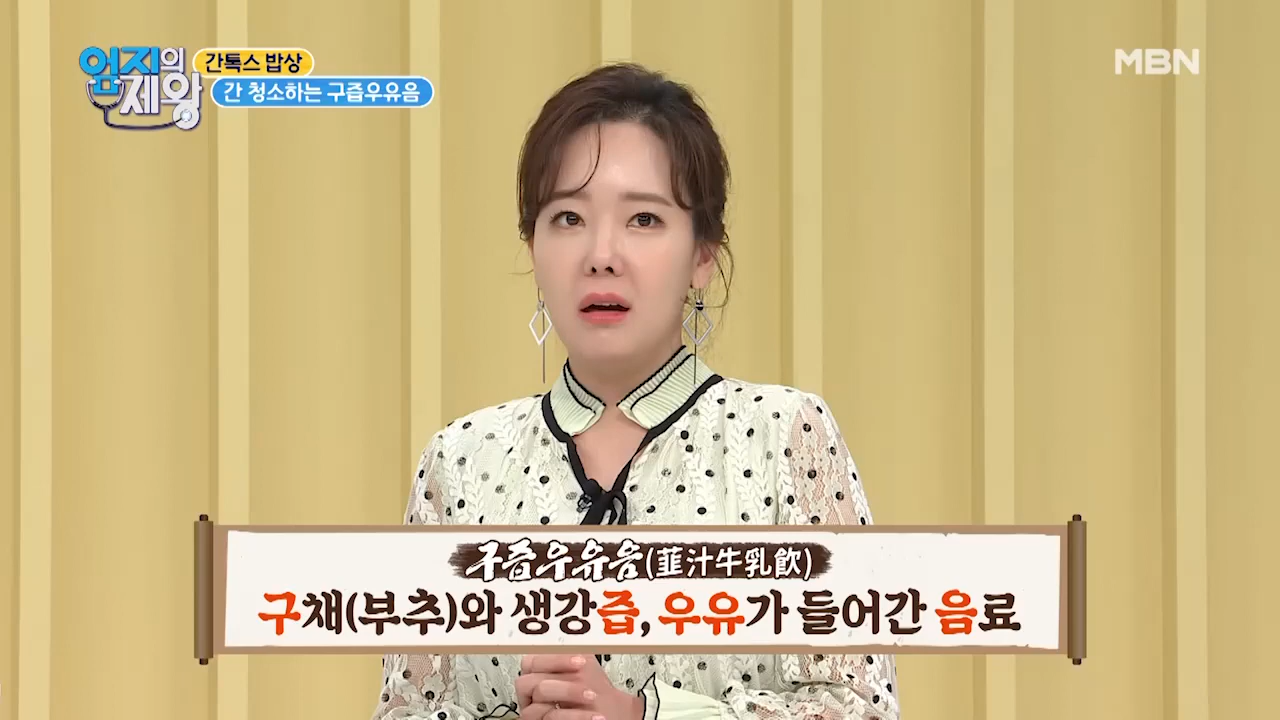 엄지의 제왕
간톡스 밥상
간 청소하는 구즙우유음
MBN
구즙우유음(韮汁牛乳飮)
구채(부추)와 생강즙, 우유가 들어간 음료